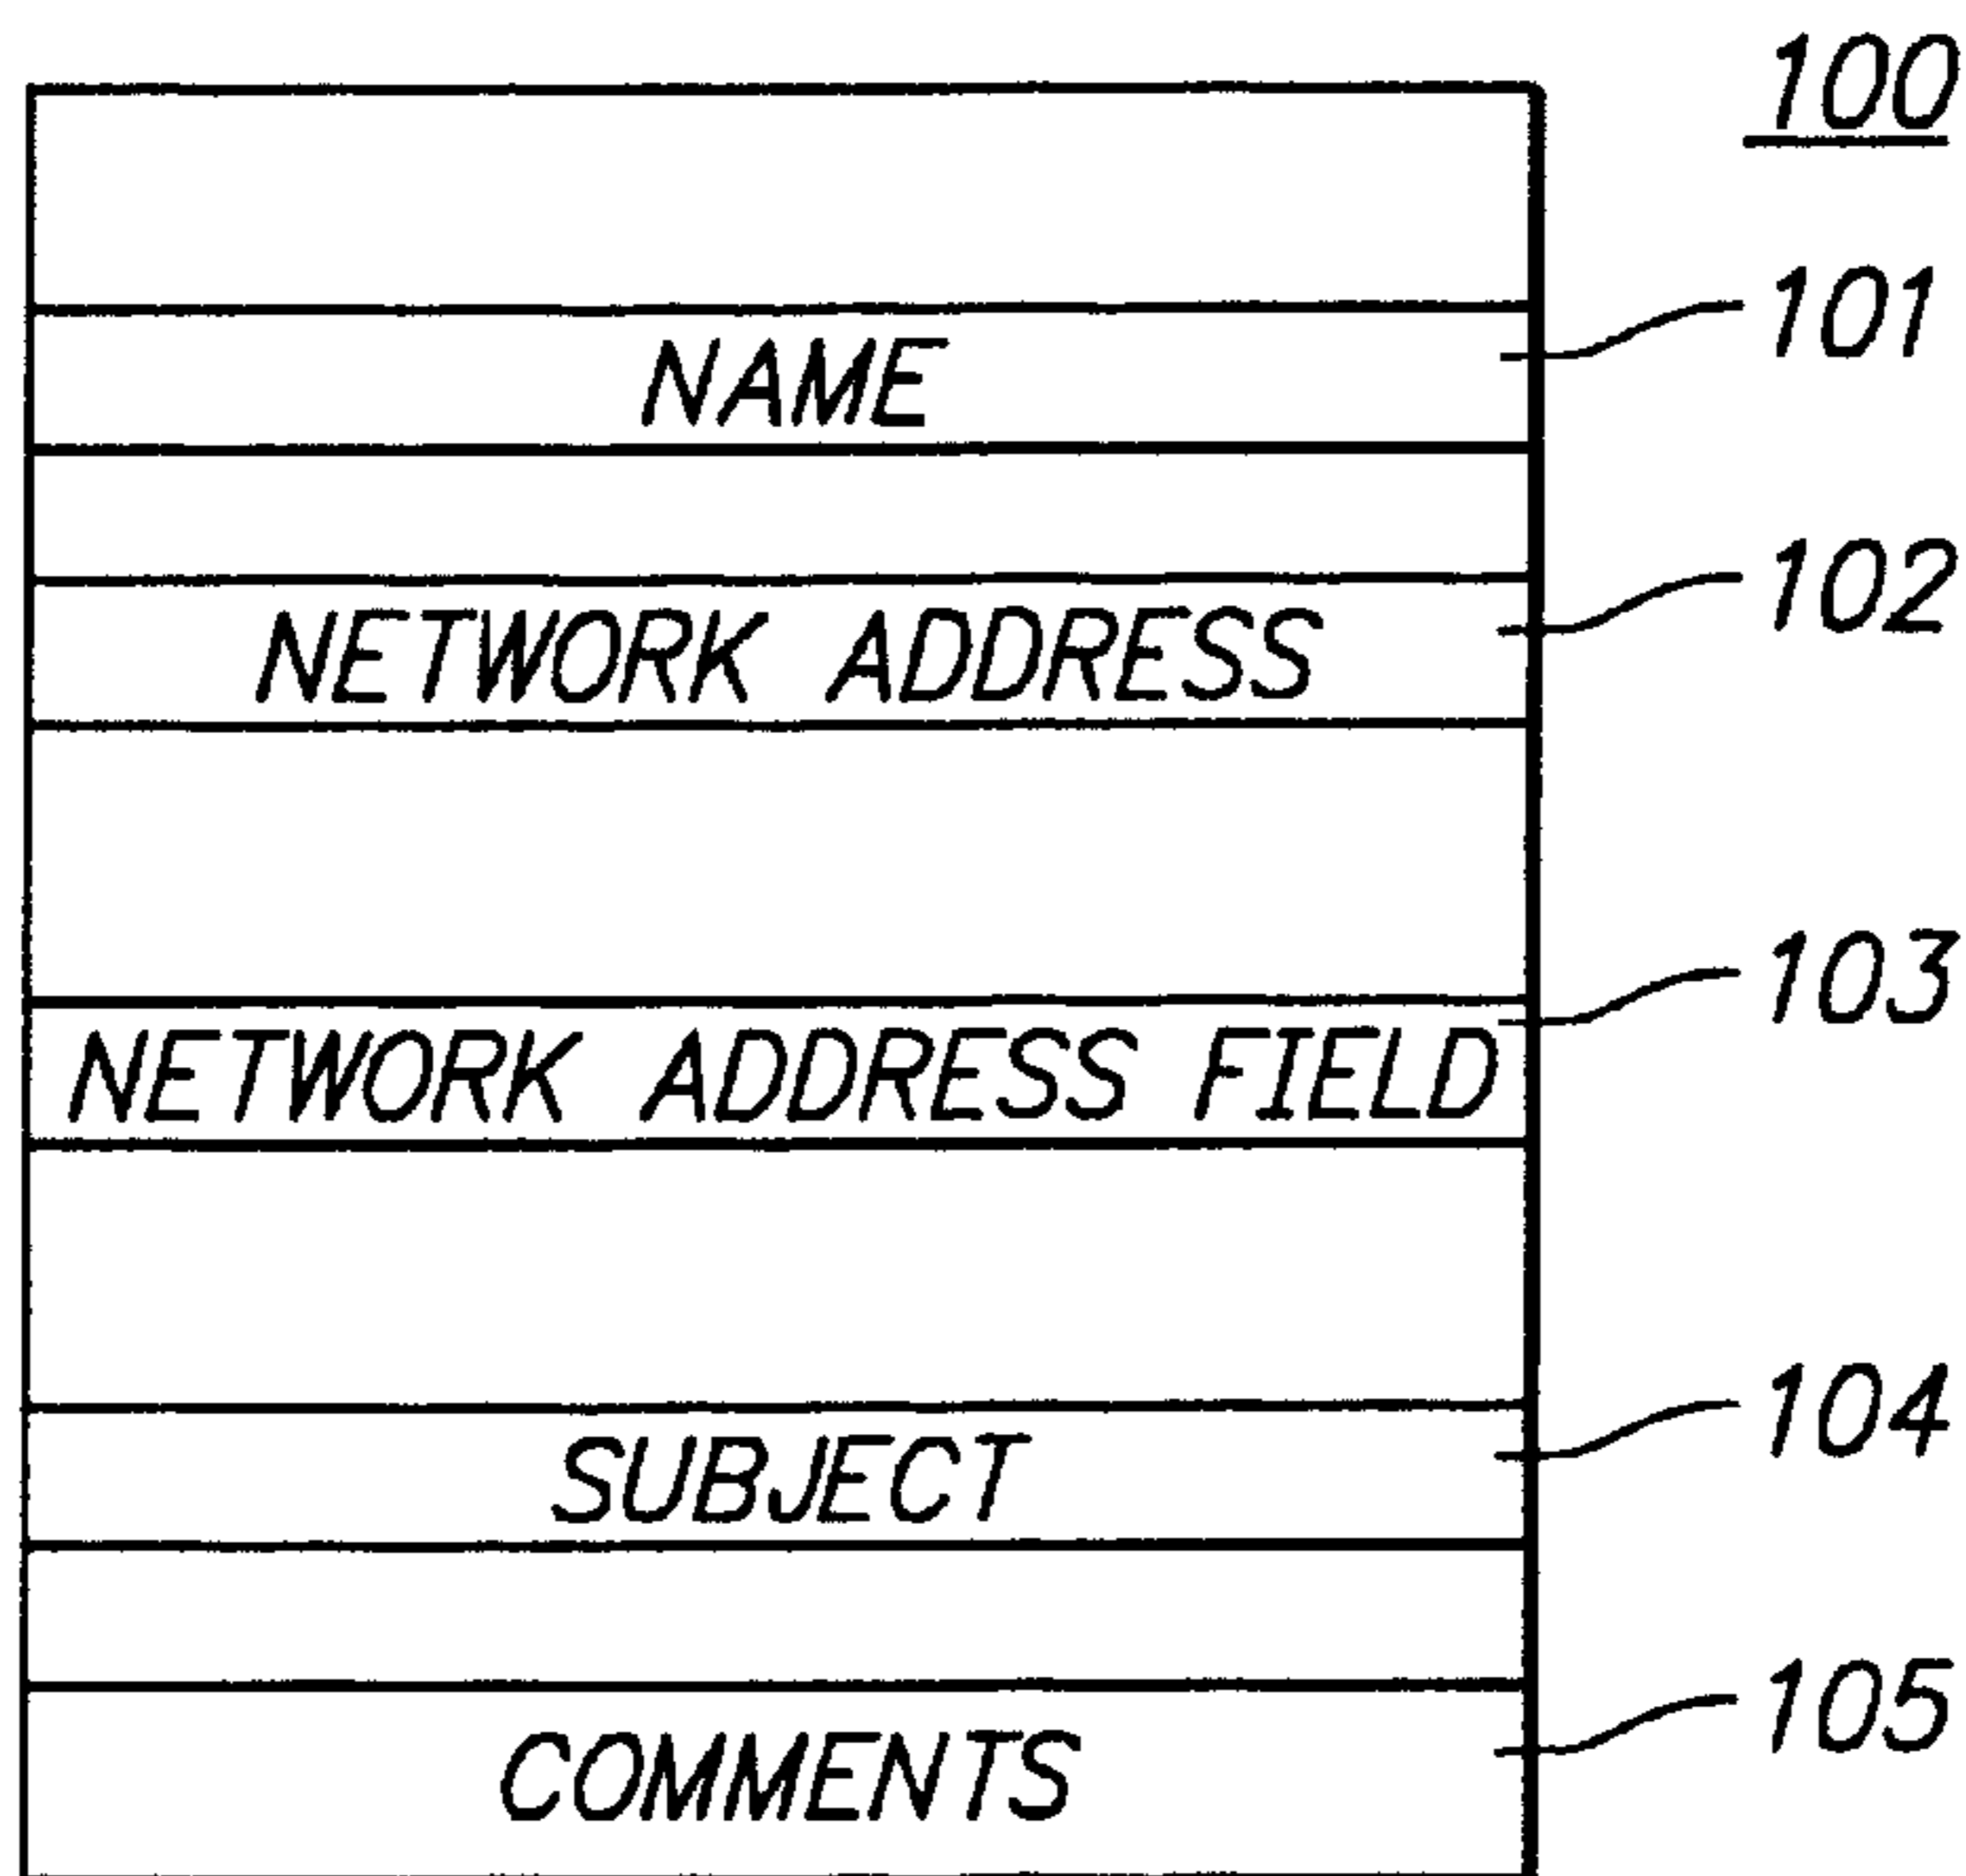 100
NAME 101
NETWORK ADDRESS 102
NETWORK ADDRESS FIELD 103
SUBJECT 104
COMMENTS 105